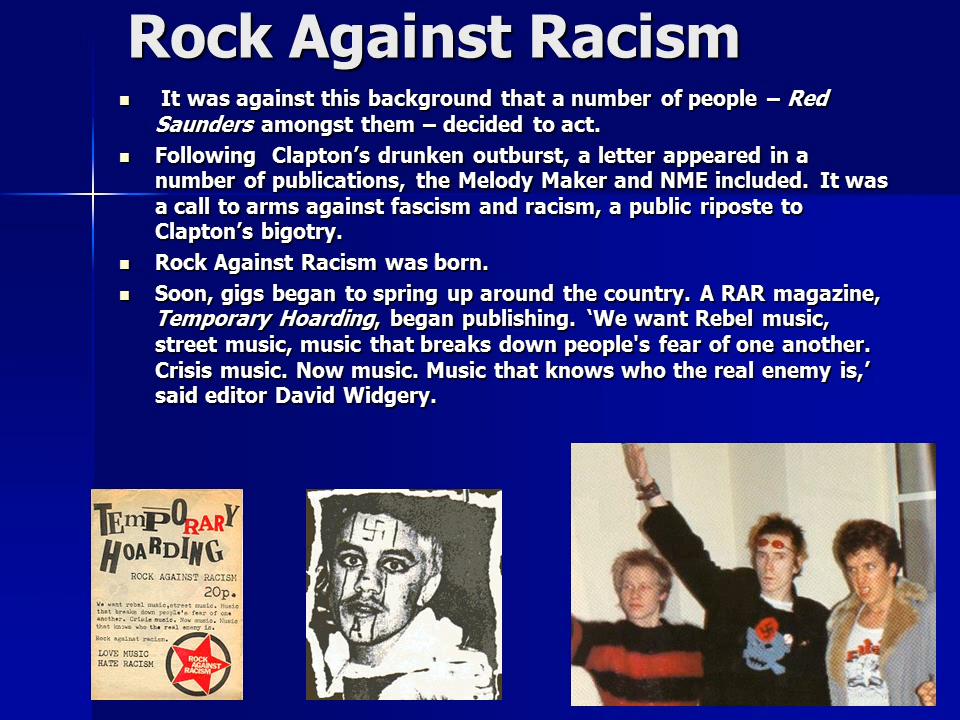 Rock Against Racism
It was against this background that a number of people – Red
Saunders amongst them – decided to act.
Following Clapton’s drunken outburst, a letter appeared in a
number of publications, the Melody Maker and NME included. It was
a call to arms against fascism and racism, a public riposte to
Clapton’s bigotry.
Rock Against Racism was born.
Soon, gigs began to spring up around the country. A RAR magazine,
Temporary Hoarding, began publishing. ‘We want Rebel music,
street music, music that breaks down people's fear of one another.
Crisis music. Now music. Music that knows who the real enemy is,’
said editor David Widgery.
TEmPORARY
HOARDING
ROCK AGAINST RACISM
20p.
We want rebel music,street music. Music
that breaks down people's fear of one
another. Crisis music. Now music. Music
that knows who the real enemy is.
Rock against racism.
LOVE MUSIC
HATE RACISM
ROCK
AGAINST
RACISM